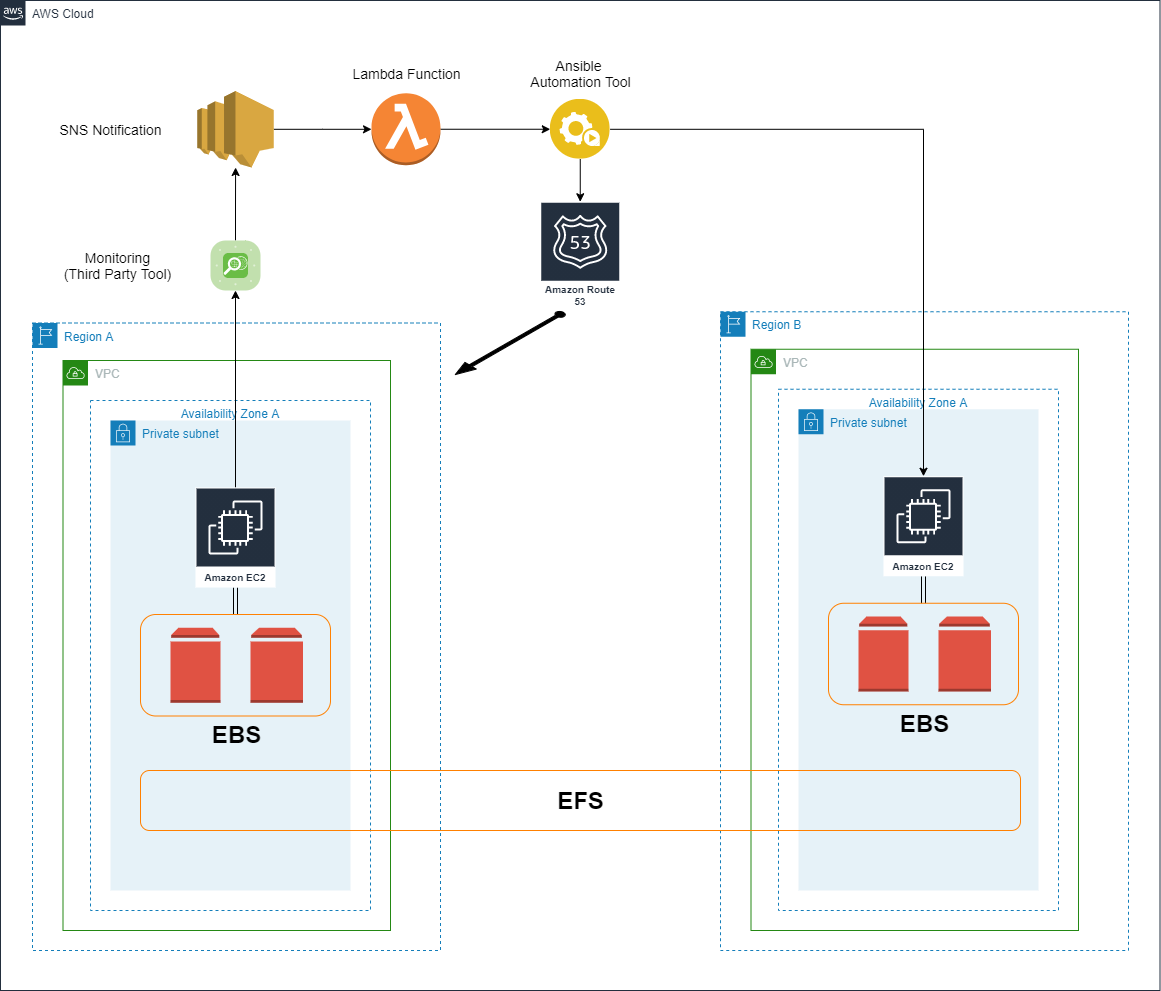 aws
AWS Cloud
Lambda Function
Ansible
Automation Tool
SNS Notification
53
Amazon Route
53
Monitoring
(Third Party Tool)
Region A
VPC
Availability Zone A
Private subnet
Amazon EC2
EBS
Region B
VPC
Availability Zone A
Private subnet
Amazon EC2
EBS
EFS